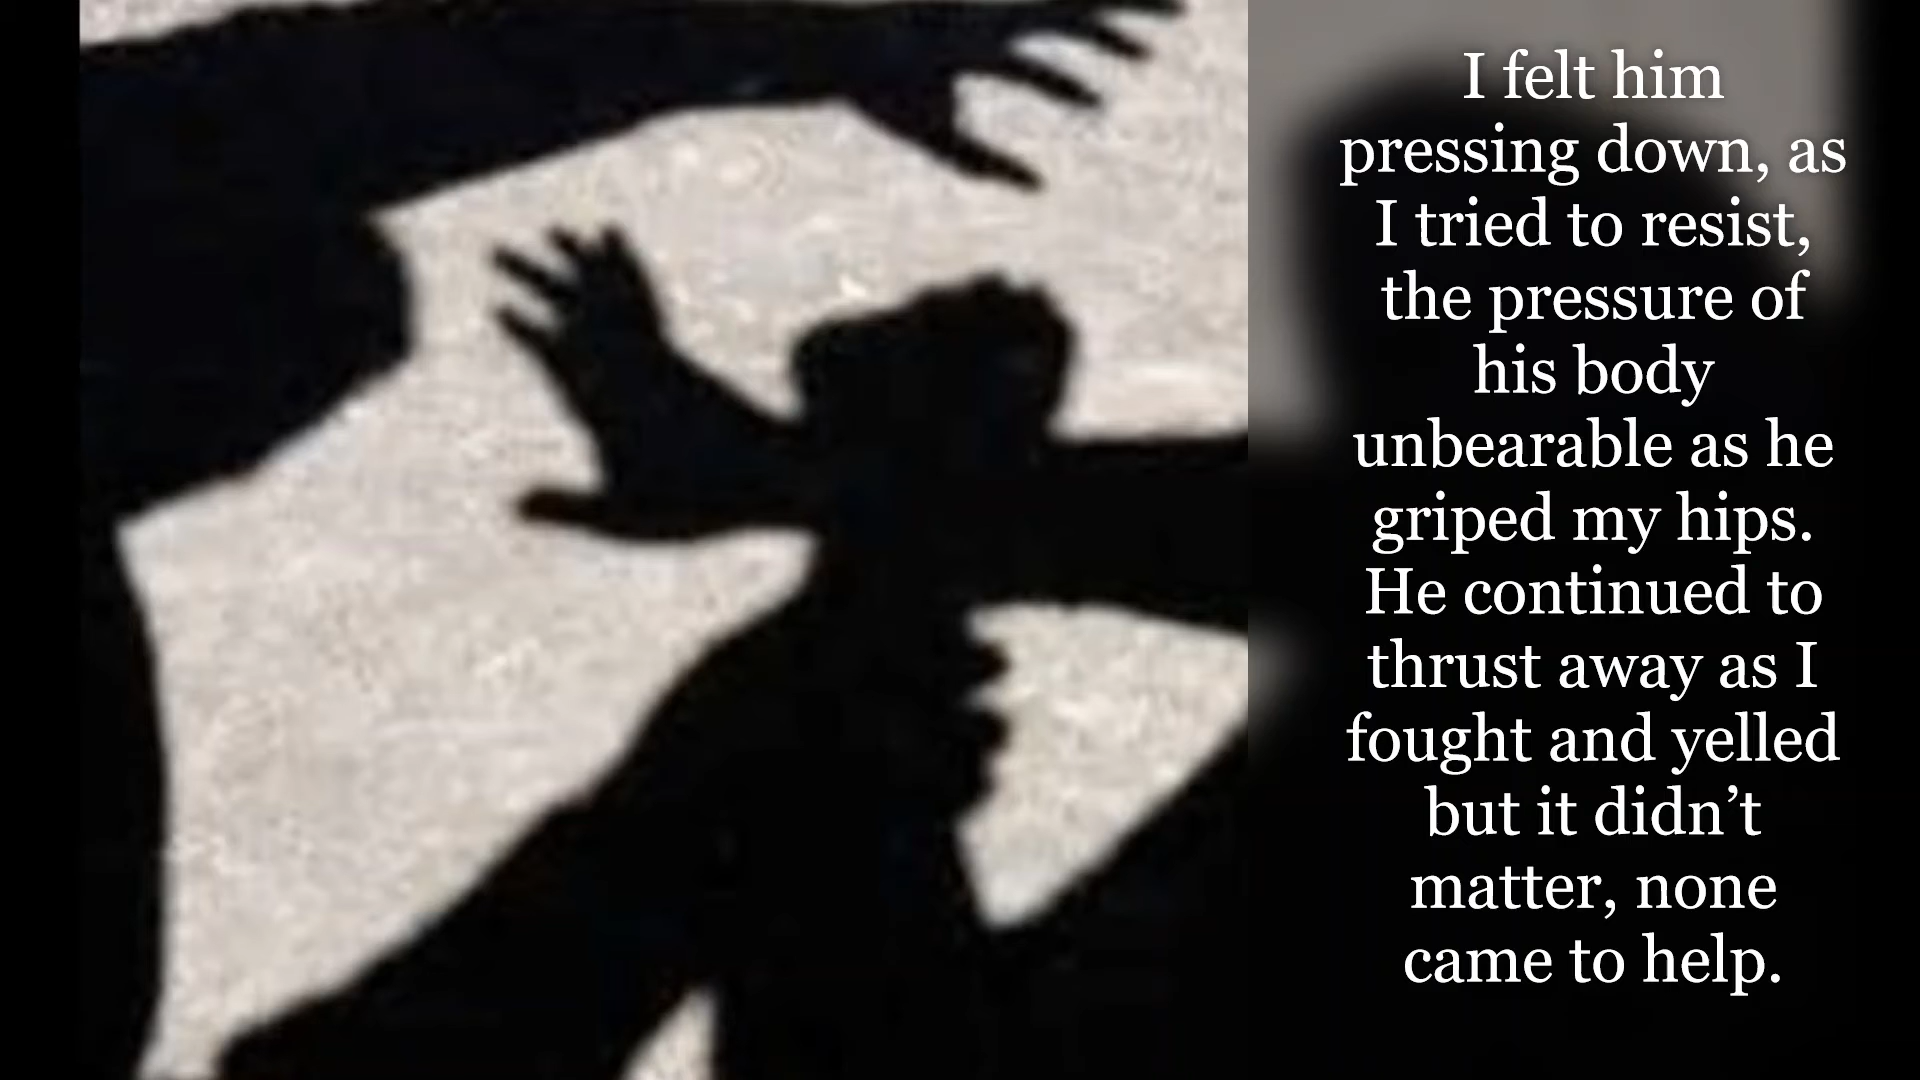 I felt him
pressing down, as
I tried to resist,
the pressure of
his body
unbearable as he
griped my hips.
He continued to
thrust away as I
fought and yelled
but it didn’t
matter, none
came to help.